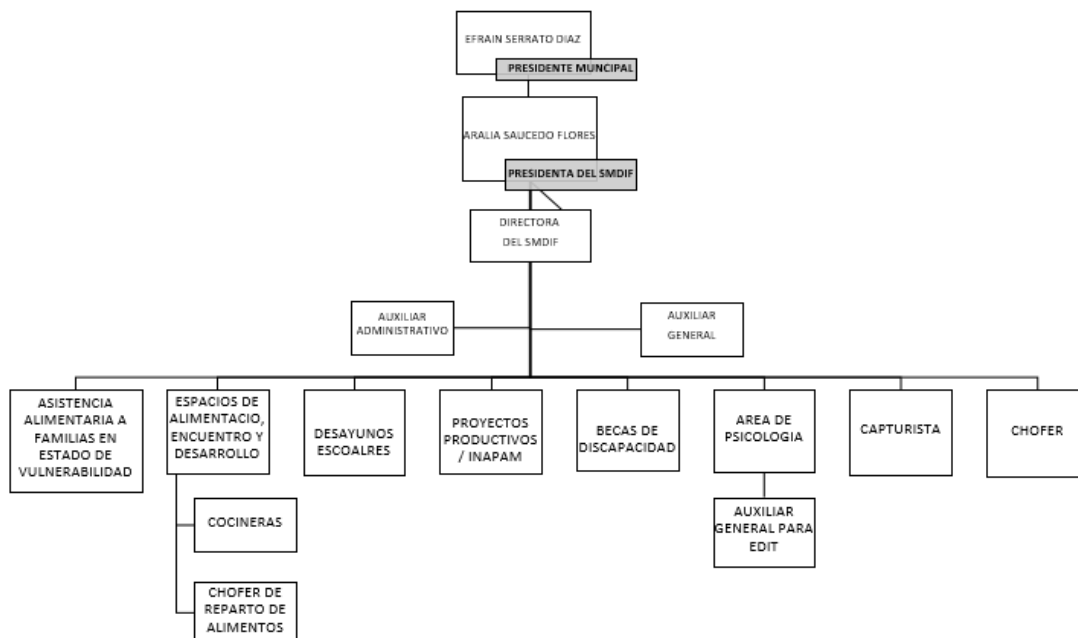 EFRAIN SERRATO DIAZ
PRESIDENTE MUNCIPAL
ARALIA SAUCEDO FLORES
PRESIDENTA DEL SMDIF
DIRECTORA
DEL SMDIF
AUXILIAR
ADMINISTRATIVO
AUXILIAR
GENERAL
ASISTENCIA
ALIMENTARIA A
FAMILIAS EN
ESTADO DE
VULNERABILIDAD
ESPACIOS DE
ALIMENTACIO,
ENCUENTRO Y
DESARROLLO
DESAYUNOS
ESCOALRES
PROYECTOS
PRODUCTIVOS
/ INAPAM
BECAS DE
DISCAPACIDAD
AREA DE
PSICOLOGIA
CAPTURISTA
CHOFER
COCINERAS
CHOFER DE
REPARTO DE
ALIMENTOS
AUXILIAR
GENERAL PARA
EDIT